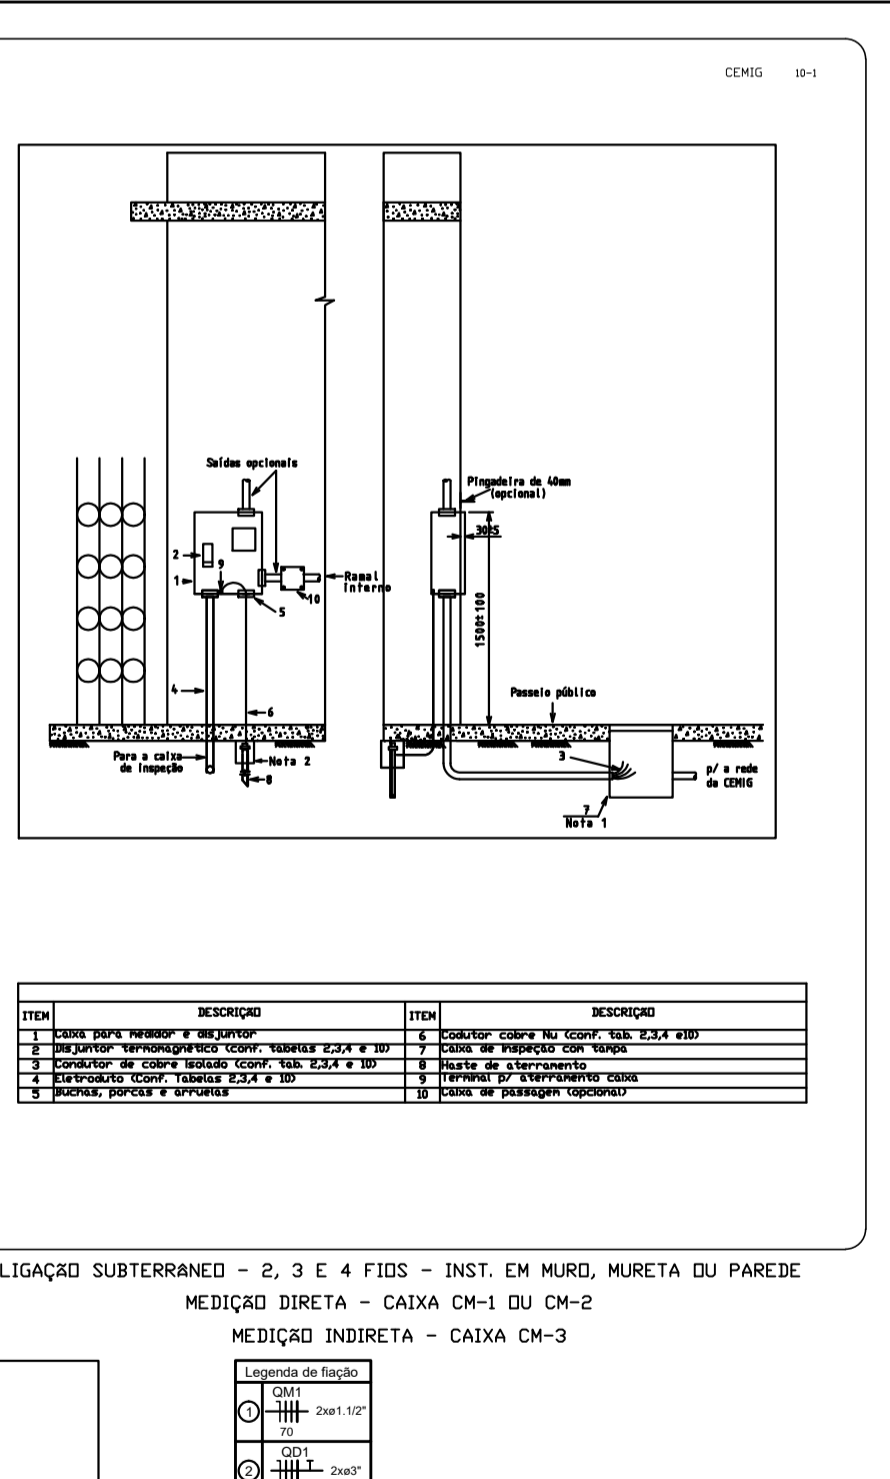 CEMIG 10-1
Saídas opcionais
Pingadeira de 40mm
(opcional)
30±5
2
9
1
Ramal
interno
10
5
1500±100
4
6
Passeio público
Para a caixa
de inspeção
Nota 2
8
3
p/ a rede
da CEMIG
7
Nota 1
ITEM DESCRIÇÃO ITEM DESCRIÇÃO
1 Caixa para medidor e disjuntor 6 Codutor cobre Nu (conf. tab. 2,3,4 e10)
2 Disjuntor termomagnético (conf. tabelas 2,3,4 e 10) 7 Caixa de inspeção com tampa
3 Condutor de cobre isolado (conf. tab. 2,3,4 e 10) 8 Haste de aterramento
4 Eletroduto (Conf. Tabelas 2,3,4 e 10) 9 Terminal p/ aterramento caixa
5 Buchas, porcas e arruelas 10 Caixa de passagem (opcional)
LIGAÇÃO SUBTERRÂNEO - 2, 3 E 4 FIOS - INST. EM MURO, MURETA OU PAREDE
MEDIÇÃO DIRETA - CAIXA CM-1 OU CM-2
MEDIÇÃO INDIRETA - CAIXA CM-3
Legenda de fiação
QM1
1 2xø1.1/2"
70
QD1
2 2xø3"